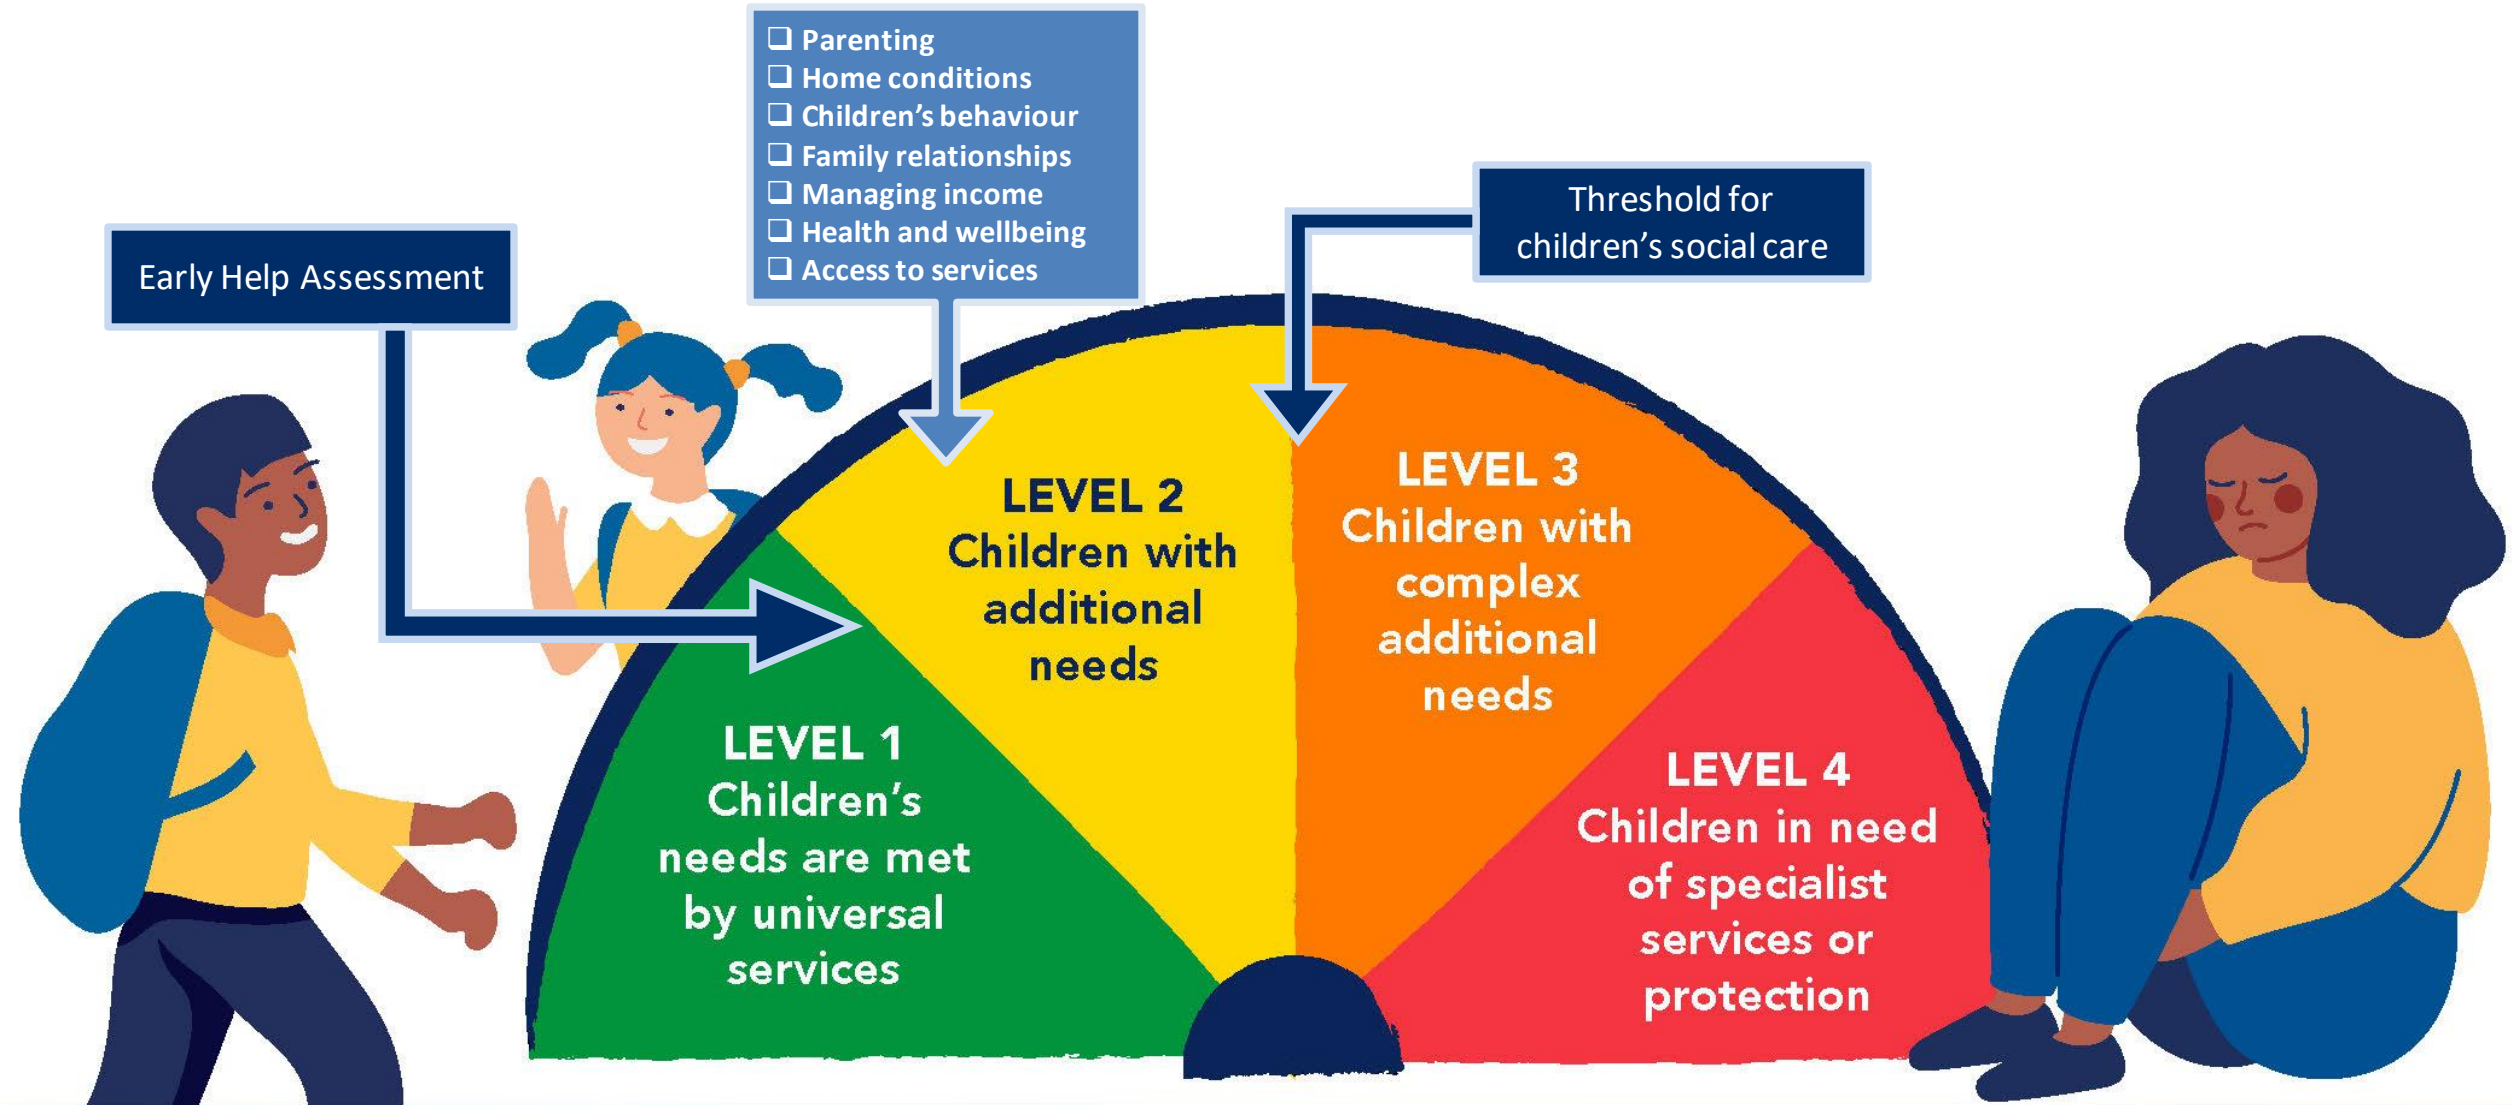 ❑ Parenting
❑ Home conditions
❑ Children’s behaviour
❑ Family relationships
❑ Managing income
❑ Health and wellbeing
❑ Access to services
Threshold for
children’s social care
Early Help Assessment
LEVEL 1
Children’s
needs are met
by universal
services
LEVEL 2
Children with
additional
needs
LEVEL 3
Children with
complex
additional
needs
LEVEL 4
Children in need
of specialist
services or
protection